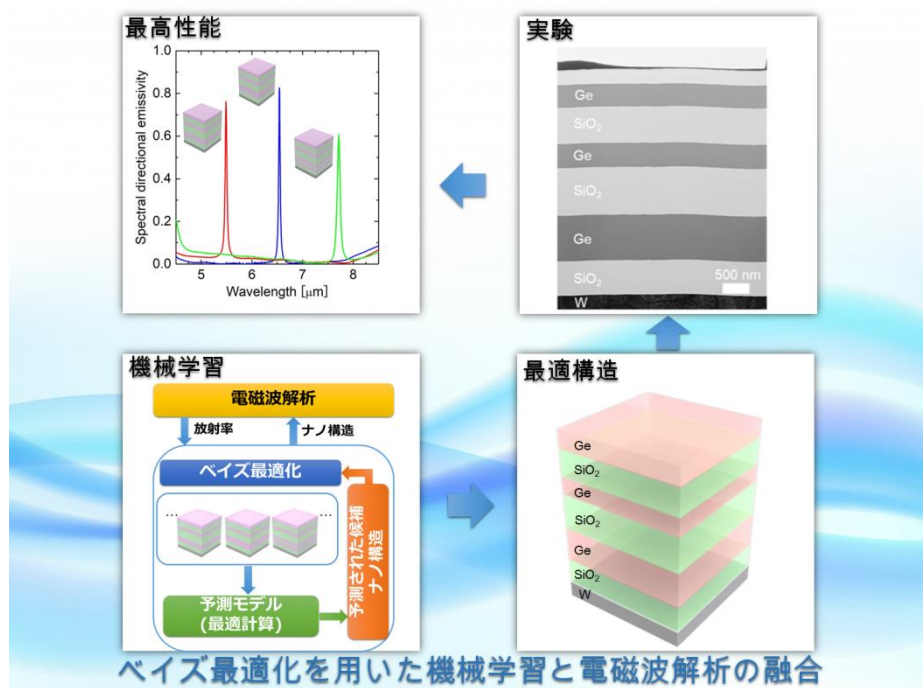 最高性能
1.0
0.8
0.6
0.4
0.2
0.0
Spectral directional emissivity
5
6
7
8
Wavelength [μm]
実験
Ge
SiO₂
Ge
SiO₂
Ge
SiO₂
500 nm
W
機械学習
電磁波解析
放射率
ナノ構造
ベイズ最適化
…
…
予測された候補
ナノ構造
予測モデル
(最適計算)
最適構造
Ge
SiO₂
Ge
SiO₂
Ge
SiO₂
W
ベイズ最適化を用いた機械学習と電磁波解析の融合